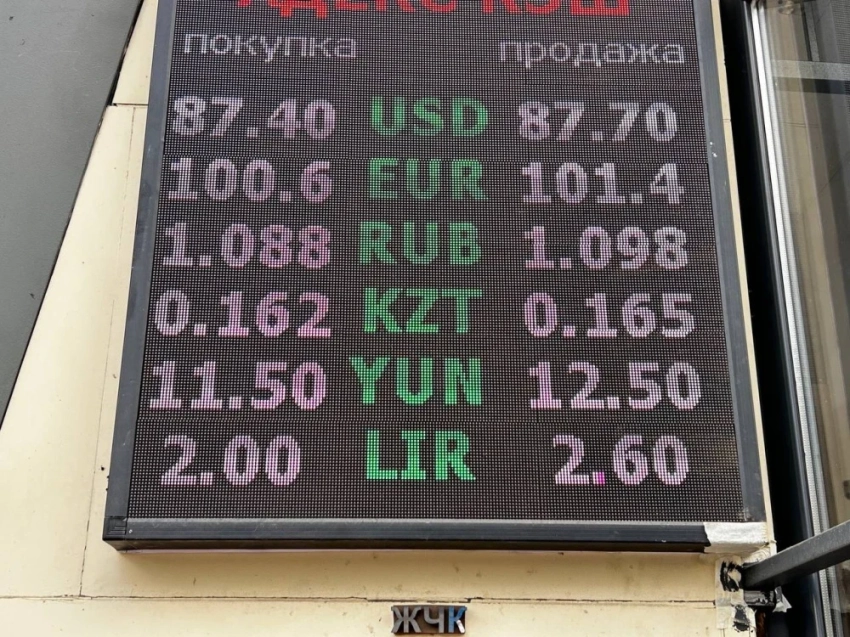 покупка продажа
87.40 USD 87.70
100.6 EUR 101.4
1.088 RUB 1.098
0.162 KZT 0.165
11.50 YUN 12.50
2.00 LIR 2.60
ЖЧК